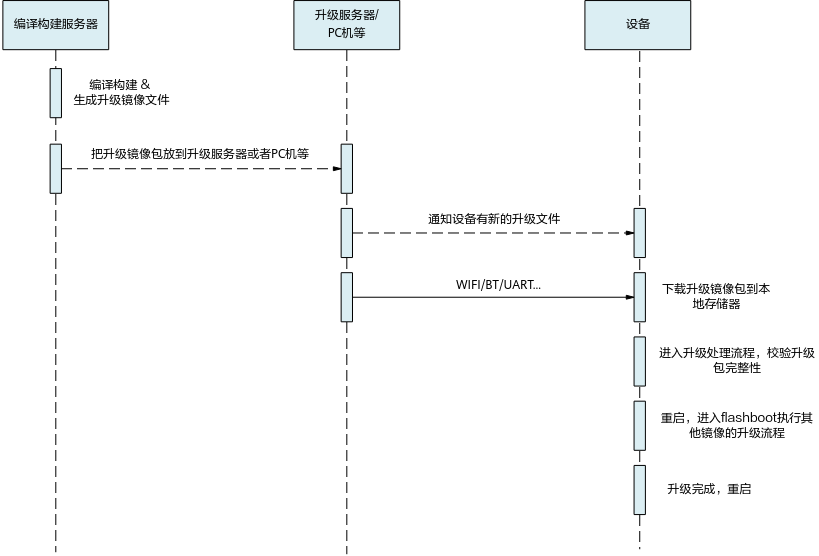 编译构建服务器
升级服务器/
PC机等
设备
编译构建 &
生成升级镜像文件
把升级镜像包放到升级服务器或者PC机等
通知设备有新的升级文件
WIFI/BT/UART...
下载升级镜像包到本
地存储器
进入升级处理流程，校验升级
包完整性
重启，进入flashboot执行其
他镜像的升级流程
升级完成，重启